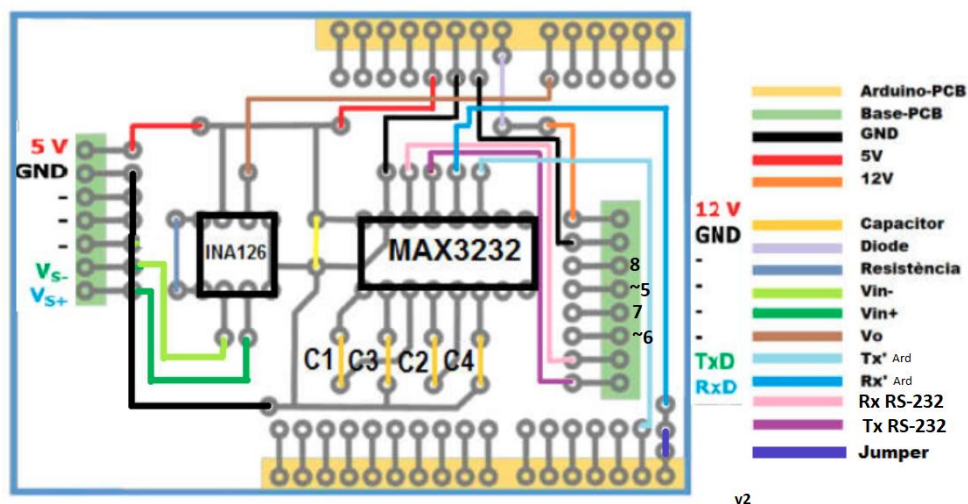 5 V
GND
-
-
-
Vs-
Vs+
INA126
MAX3232
C1 C3 C2 C4
12 V
GND
-
-
-
-
TxD
RxD
8
~5
7
~6
Arduino-PCB
Base-PCB
GND
5V
12V
Capacitor
Diode
Resistència
Vin-
Vin+
Vo
Tx' Ard
Rx' Ard
Rx RS-232
Tx RS-232
Jumper
v2